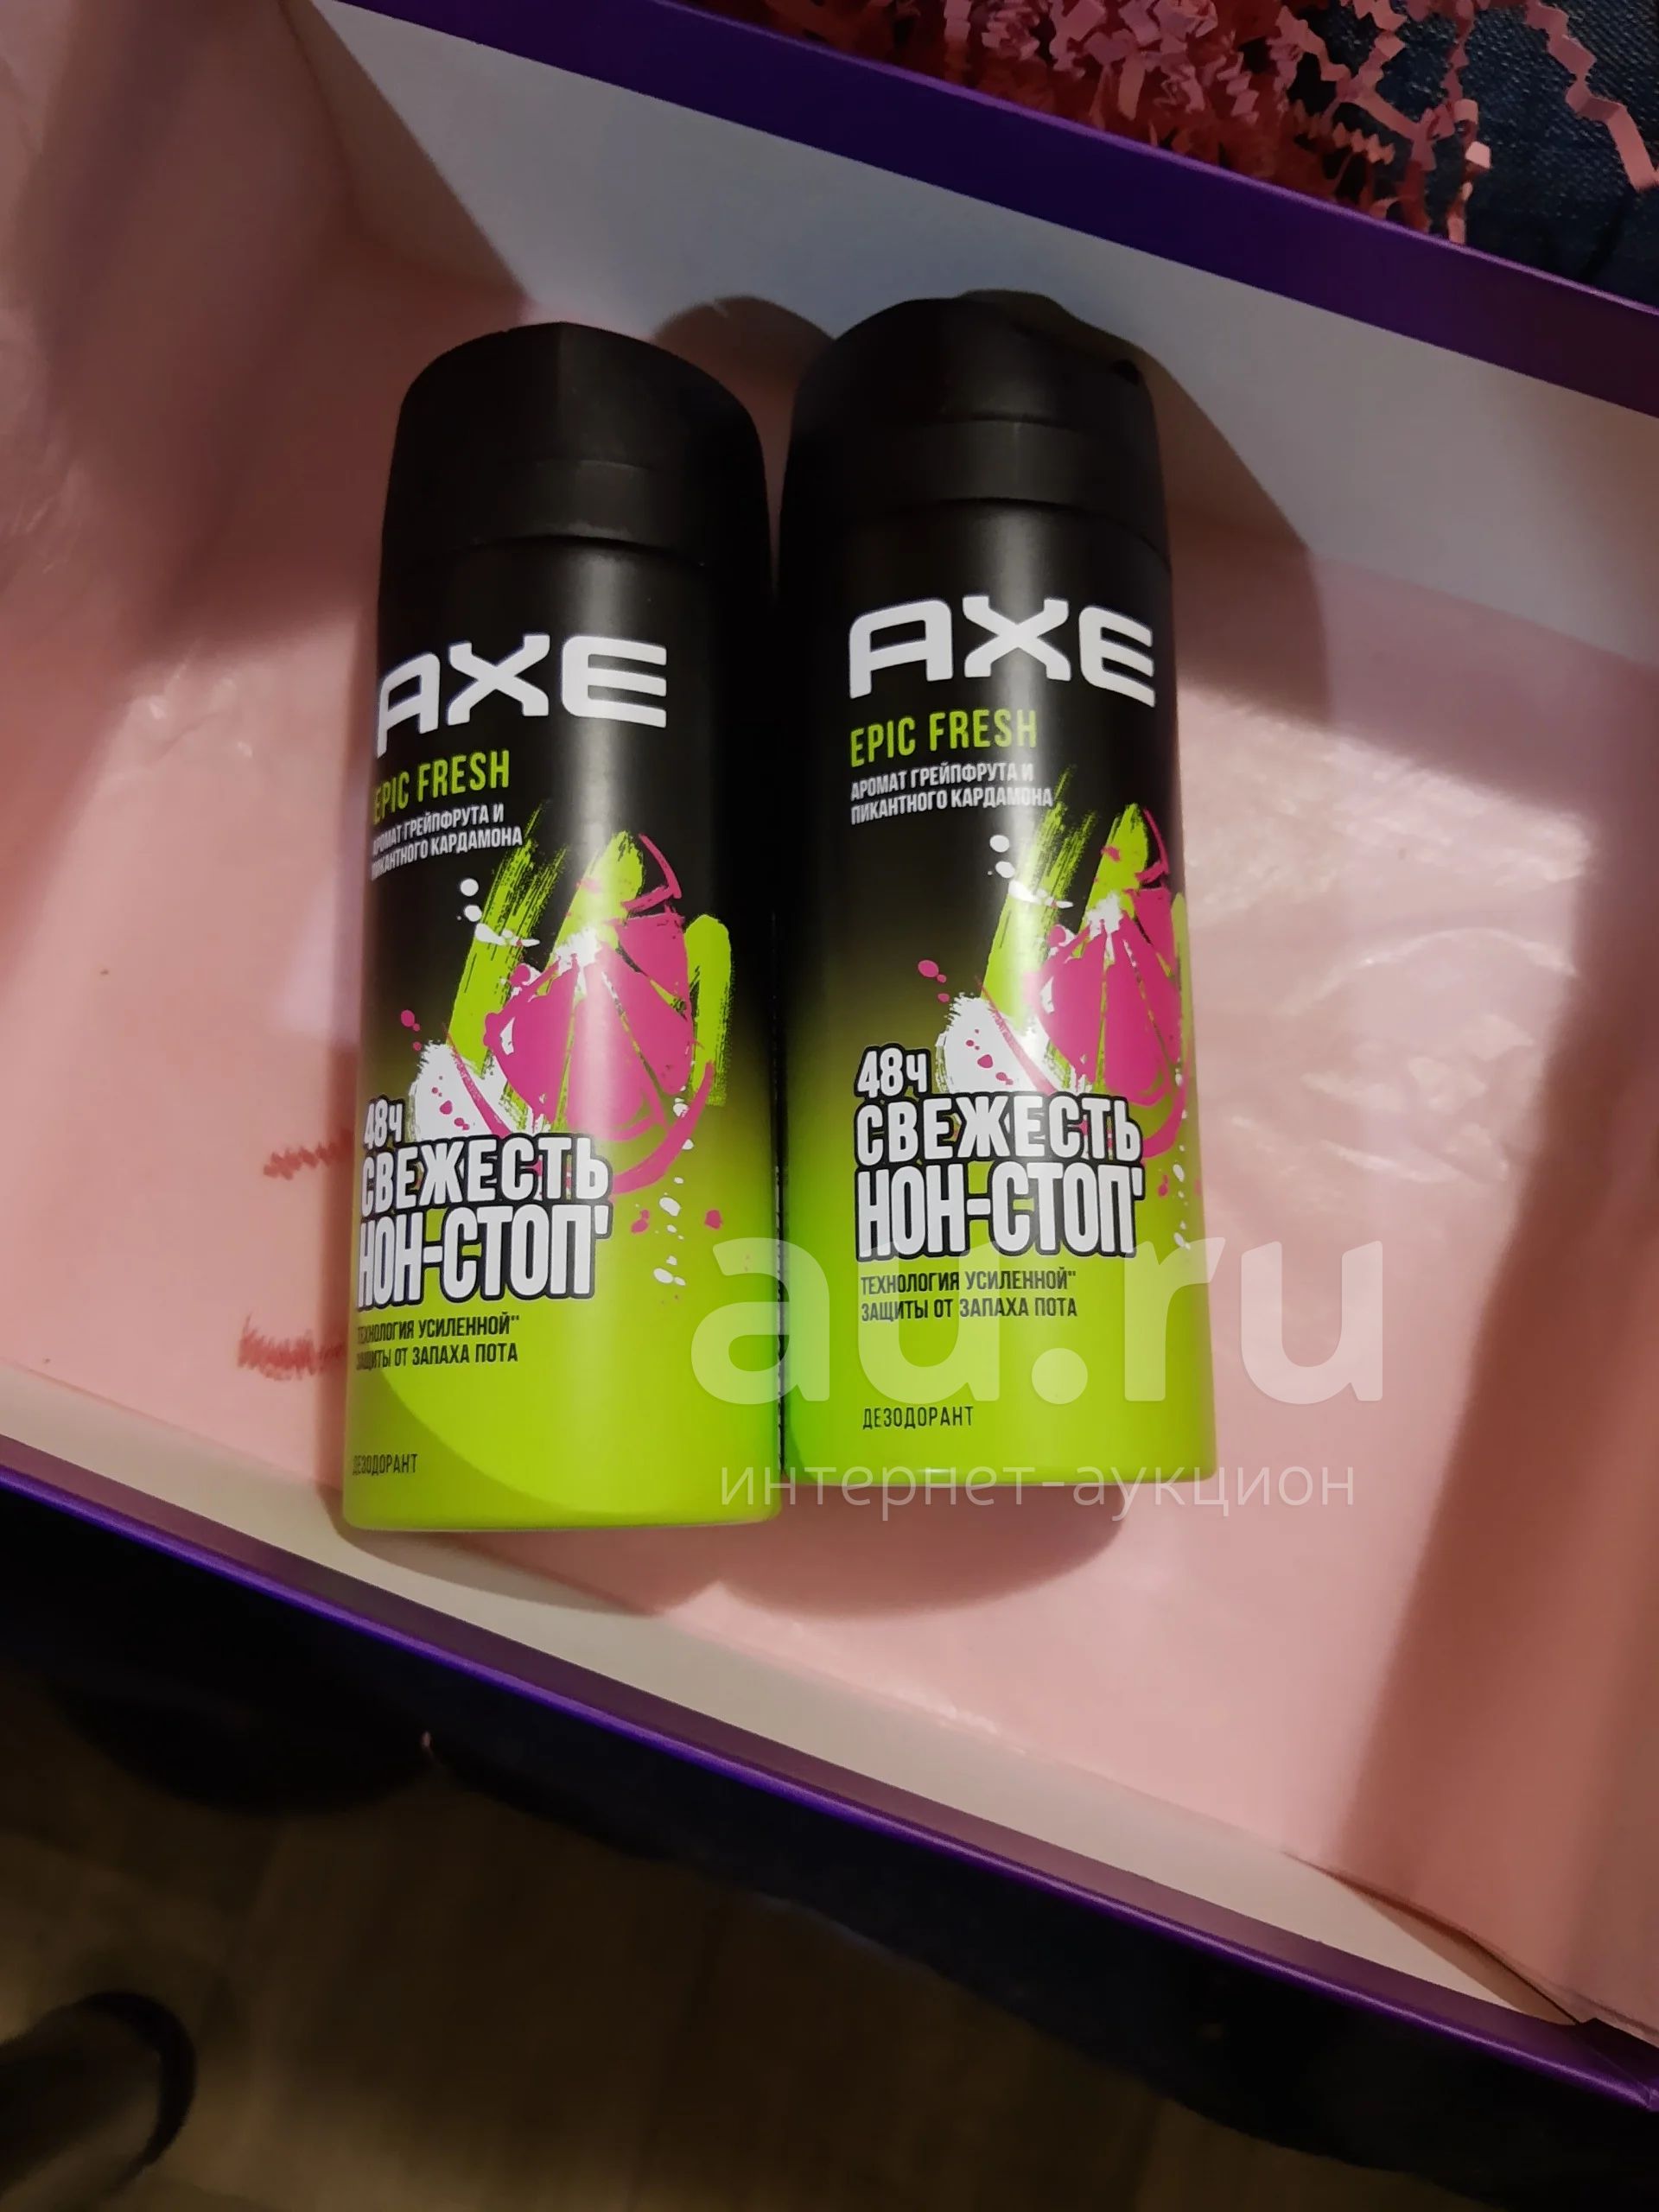 AXE
EPIC FRESH
АРОМАТ ГРЕЙПФРУТА И
ПИКАНТНОГО КАРДАМОНА
48ч
СВЕЖЕСТЬ
НОН-СТОП'
ТЕХНОЛОГИЯ УСИЛЕННОЙ"
ЗАЩИТЫ ОТ ЗАПАХА ПОТА
ДЕЗОДОРАНТ
AXE
EPIC FRESH
АРОМАТ ГРЕЙПФРУТА И
ПИКАНТНОГО КАРДАМОНА
48ч
СВЕЖЕСТЬ
НОН-СТОП'
ТЕХНОЛОГИЯ УСИЛЕННОЙ"
ЗАЩИТЫ ОТ ЗАПАХА ПОТА
ДЕЗОДОРАНТ
au.ru
интернет-аукцион